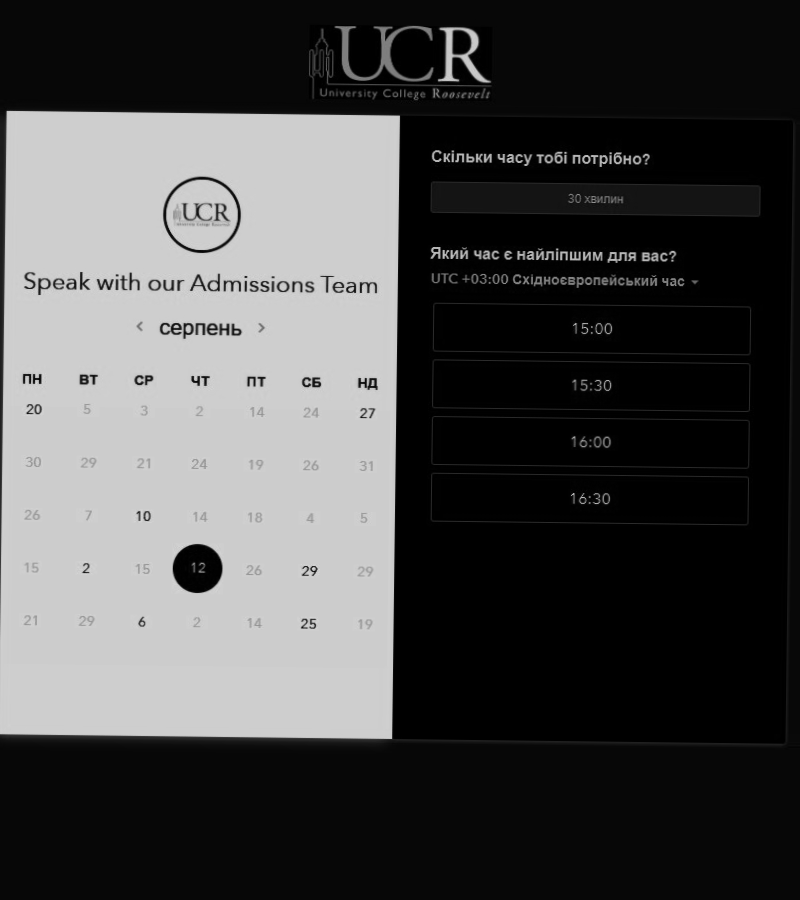 UCR
University College Roosevelt
UCR
University College Roosevelt
Speak with our Admissions Team
серпень
ПН ВТ СР ЧТ ПТ СБ НД
20 5 3 2 14 24 27
30 29 21 24 19 26 31
26 7 10 14 18 4 5
15 2 15 12 26 29 29
21 29 6 2 14 25 19
Скільки часу тобі потрібно?
30 хвилин
Який час є найліпшим для вас?
UTC +03:00 Східноєвропейський час
15:00
15:30
16:00
16:30